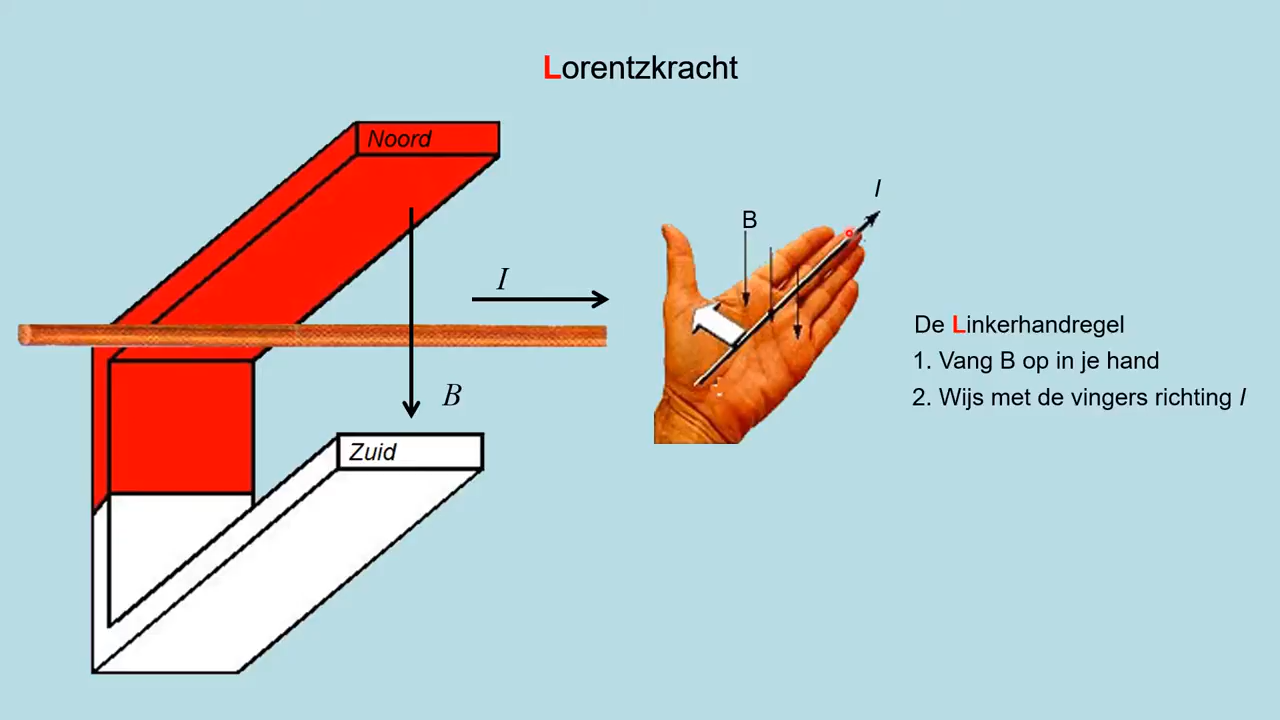 Lorentzkracht
Noord
I
B
Zuid
B
I
De Linkerhandregel
1. Vang B op in je hand
2. Wijs met de vingers richting I